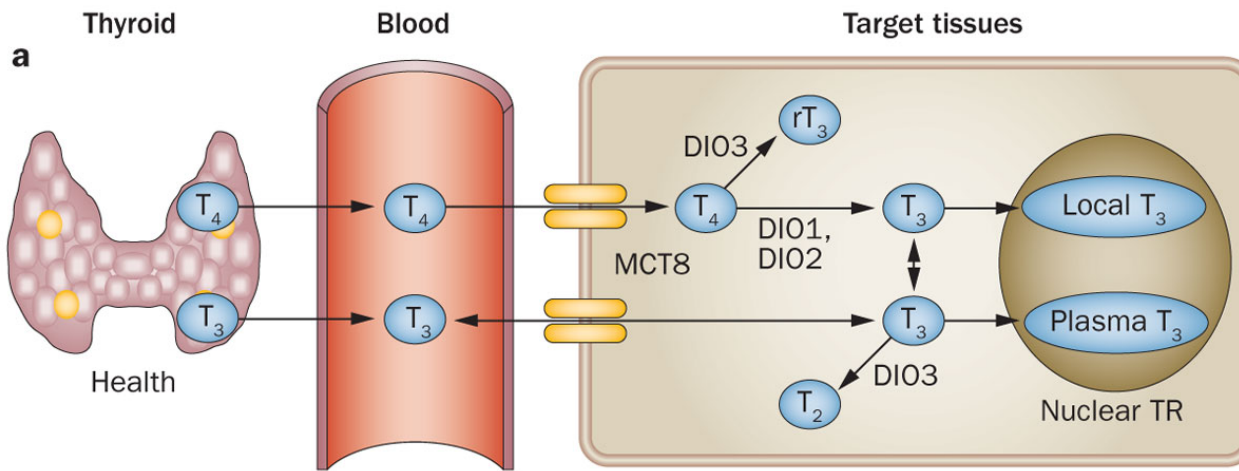 Thyroid
Blood
Target tissues
a
rT₃
DIO3
T₄
T₄
T₄
T₃
Local T₃
DIO1,
DIO2
MCT8
T₃
T₃
T₃
Plasma T₃
DIO3
Health
T₂
Nuclear TR